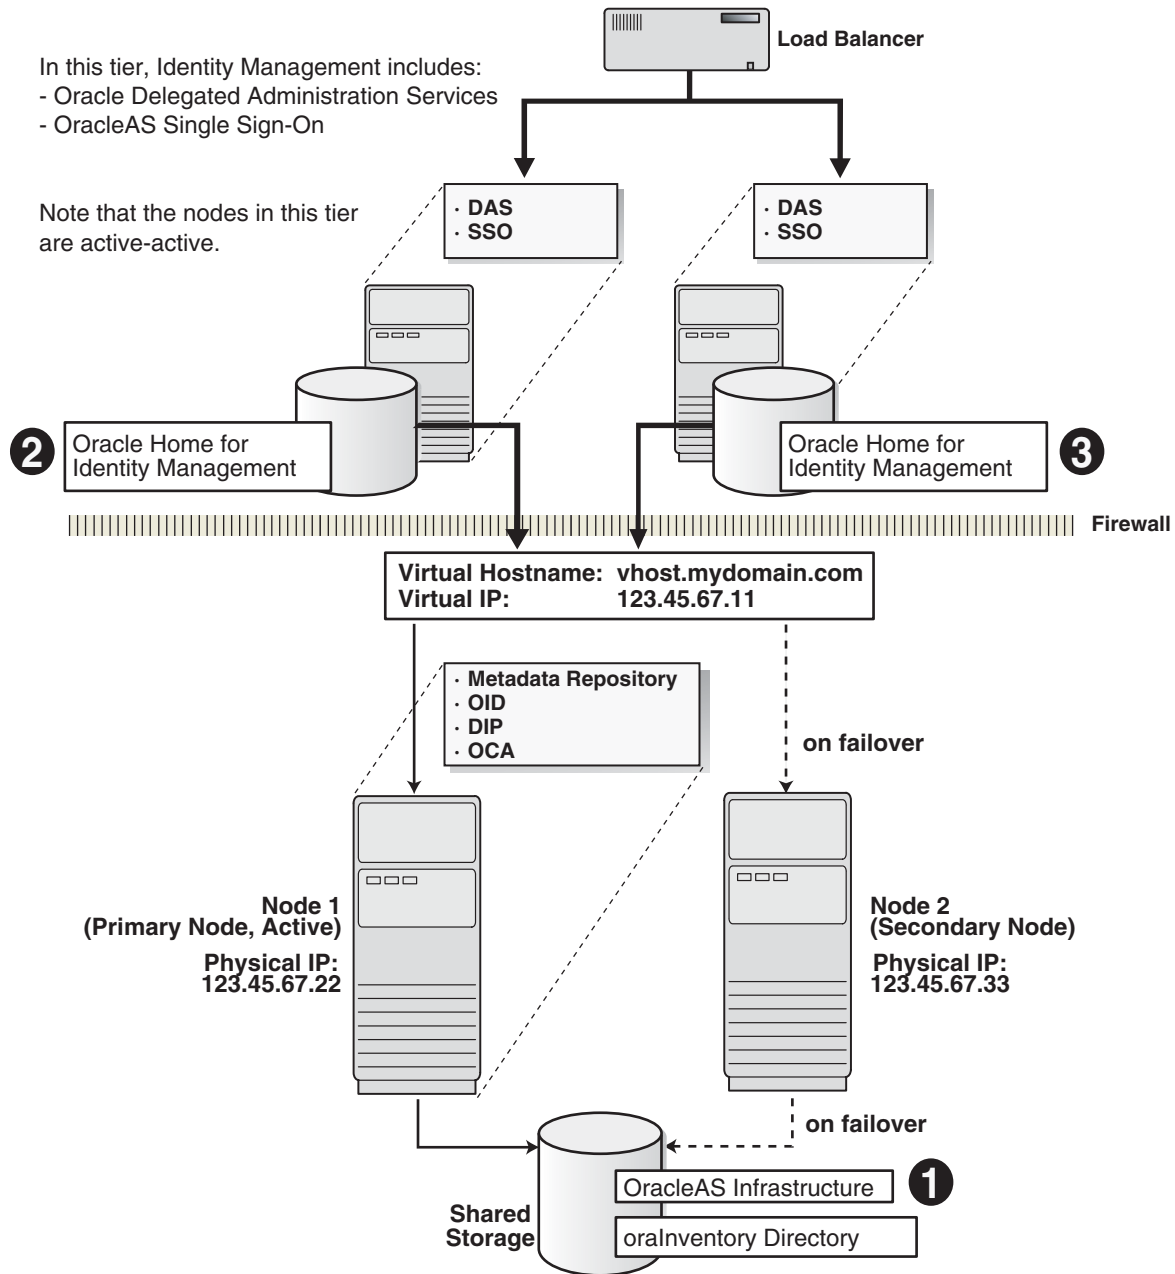 Load Balancer
In this tier, Identity Management includes:
- Oracle Delegated Administration Services
- OracleAS Single Sign-On
Note that the nodes in this tier
are active-active.
· DAS
· SSO
· DAS
· SSO
2
Oracle Home for
Identity Management
Oracle Home for
Identity Management
3
Firewall
Virtual Hostname: vhost.mydomain.com
Virtual IP: 123.45.67.11
· Metadata Repository
· OID
· DIP
· OCA
on failover
Node 1
(Primary Node, Active)
Physical IP:
123.45.67.22
Node 2
(Secondary Node)
Physical IP:
123.45.67.33
on failover
OracleAS Infrastructure
1
Shared
Storage
oraInventory Directory